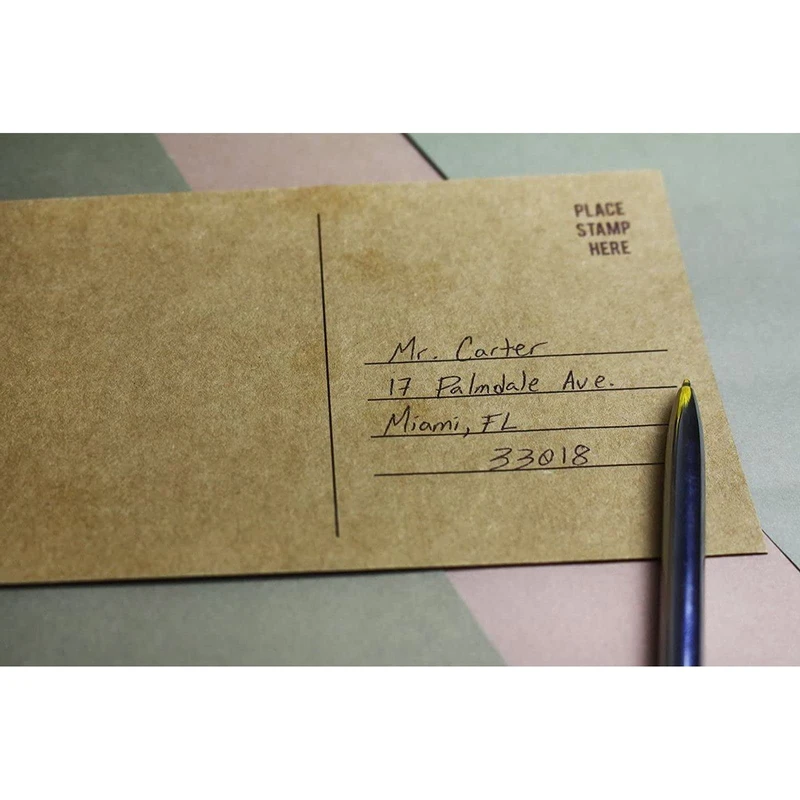 PLACE
STAMP
HERE
Mr. Carter
17 Palmdale Ave.
Miami, FL
33018